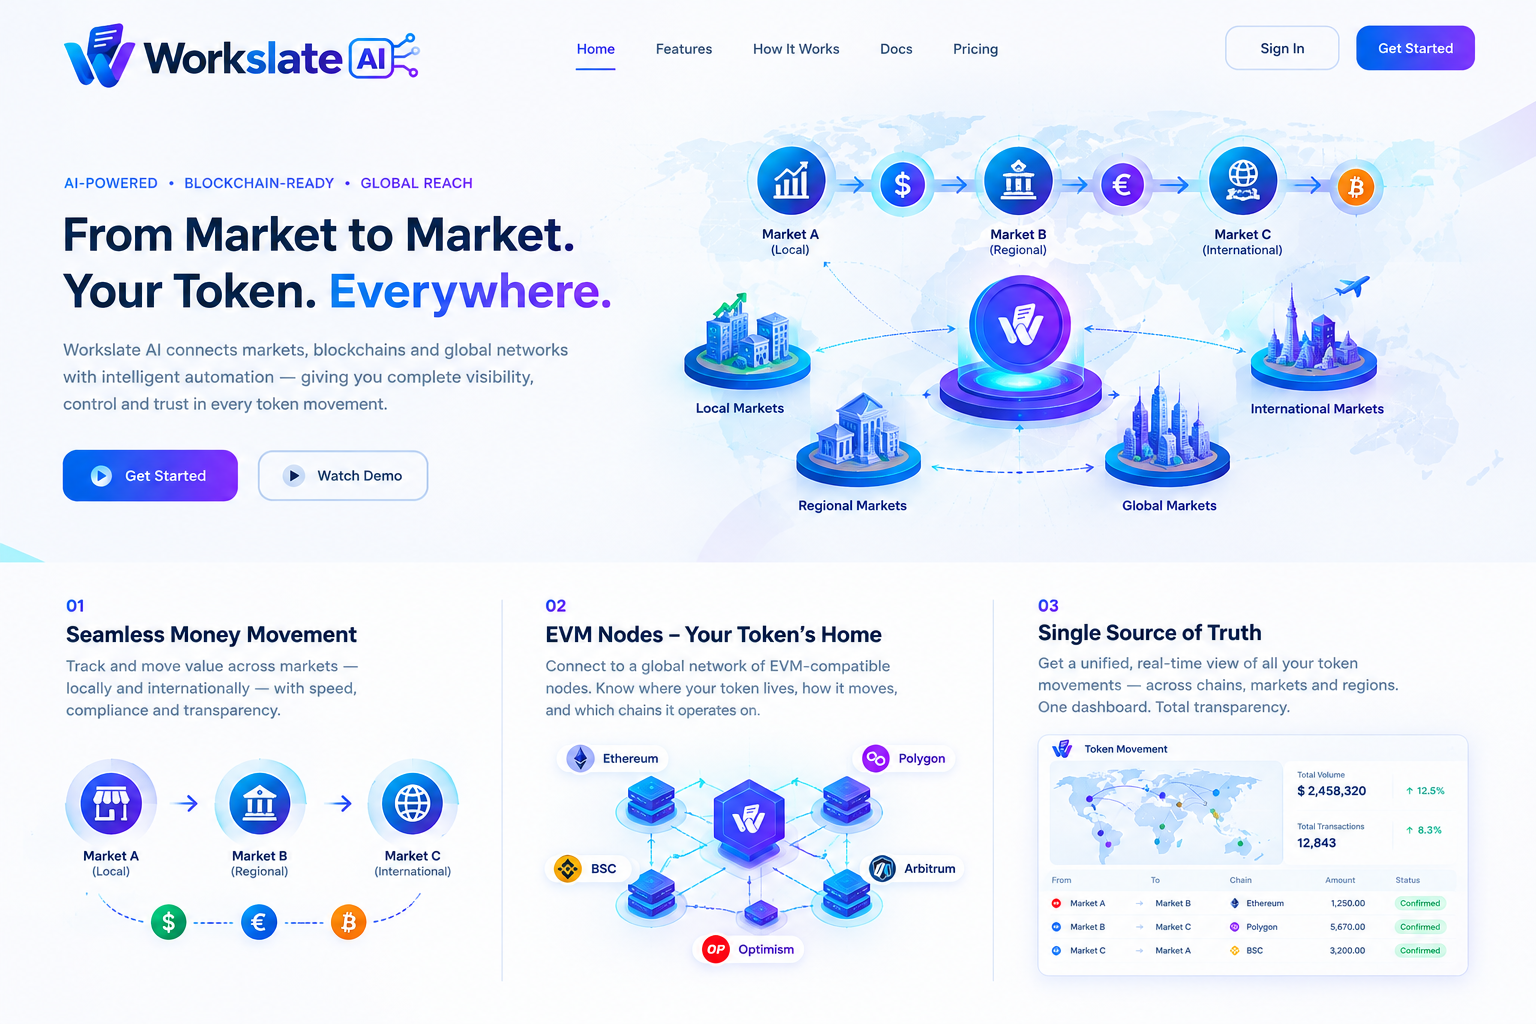 Workslate AI
Home
Features
How It Works
Docs
Pricing
Sign In
Get Started
AI-POWERED • BLOCKCHAIN-READY • GLOBAL REACH
From Market to Market.
Your Token. Everywhere.
Workslate AI connects markets, blockchains and global networks
with intelligent automation — giving you complete visibility,
control and trust in every token movement.
Get Started
Watch Demo
$
€
₿
Market A
(Local)
Market B
(Regional)
Market C
(International)
Local Markets
International Markets
Regional Markets
Global Markets
01
Seamless Money Movement
Track and move value across markets —
locally and internationally — with speed,
compliance and transparency.
Market A
(Local)
Market B
(Regional)
Market C
(International)
$
€
₿
02
EVM Nodes – Your Token’s Home
Connect to a global network of EVM-compatible
nodes. Know where your token lives, how it moves,
and which chains it operates on.
Ethereum
Polygon
BSC
Arbitrum
OP Optimism
03
Single Source of Truth
Get a unified, real-time view of all your token
movements — across chains, markets and regions.
One dashboard. Total transparency.
Token Movement
Total Volume
$ 2,458,320 ↑ 12.5%
Total Transactions
12,843 ↑ 8.3%
From To Chain Amount Status
Market A → Market B Ethereum 1,250.00 Confirmed
Market B → Market C Polygon 5,670.00 Confirmed
Market C → Market A BSC 3,200.00 Confirmed